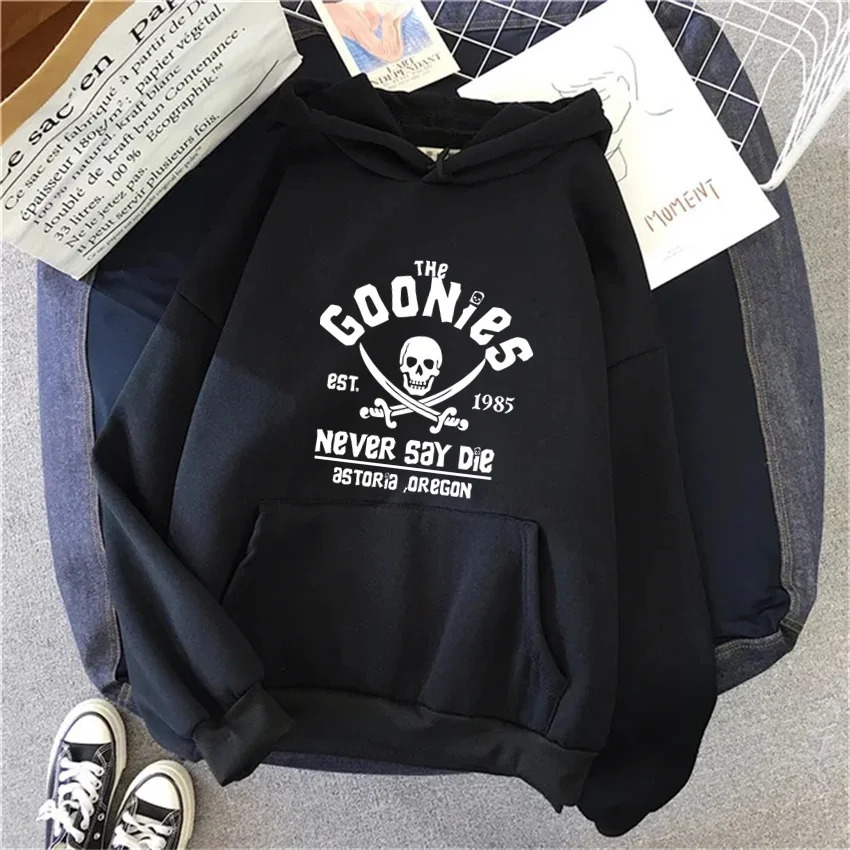 Le sac en papier
Ce sac est fabriqué à partir de
épaisseur 180g/m²; papier végétal.
100 % naturel kraft blanc
doublé de kraft brun Contenance.
33 litres. 100 % Ecographik.
Ne le jetez pas.
il peut servir plusieurs fois.
L'ART
INDÉPENDANT
MOMENT
THE
GOONieS
eST.
1985
NeVeR SaY Die
aSTORia ,OReGON